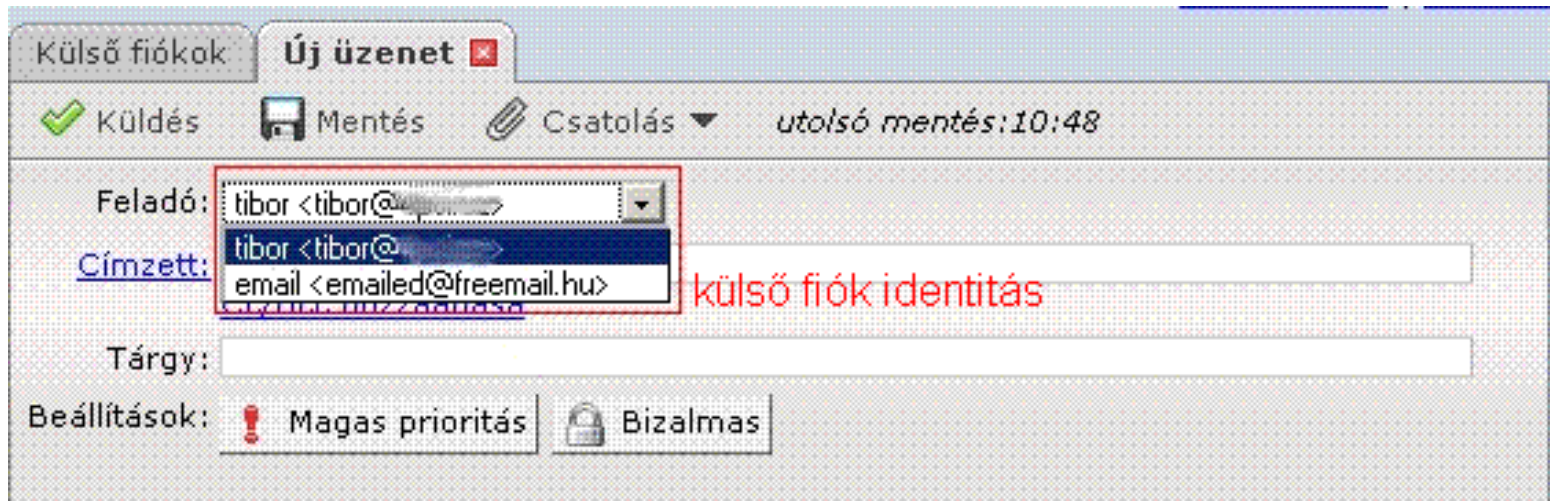 Külső fiókok Új üzenet
Küldés Mentés Csatolás utolsó mentés:10:48
Feladó: tibor <tibor@
tibor <tibor@
Címzett:
email <emailed@freemail.hu>
külső fiók identitás
Tárgy:
Beállítások: Magas prioritás Bizalmas